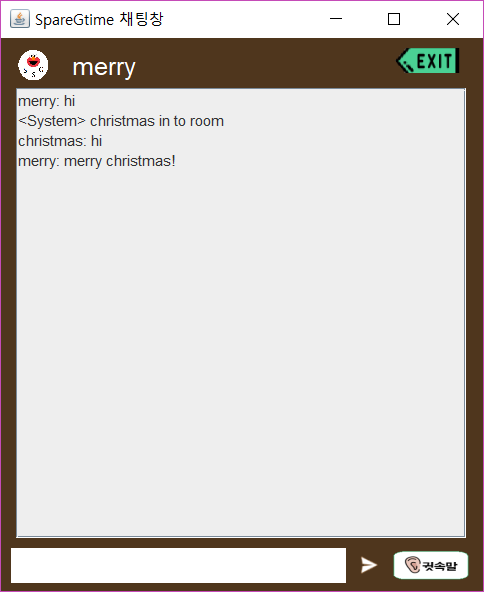 SpareGtime 채팅창
S S G
merry
EXIT
merry: hi
<System> christmas in to room
christmas: hi
merry: merry christmas!
귓속말